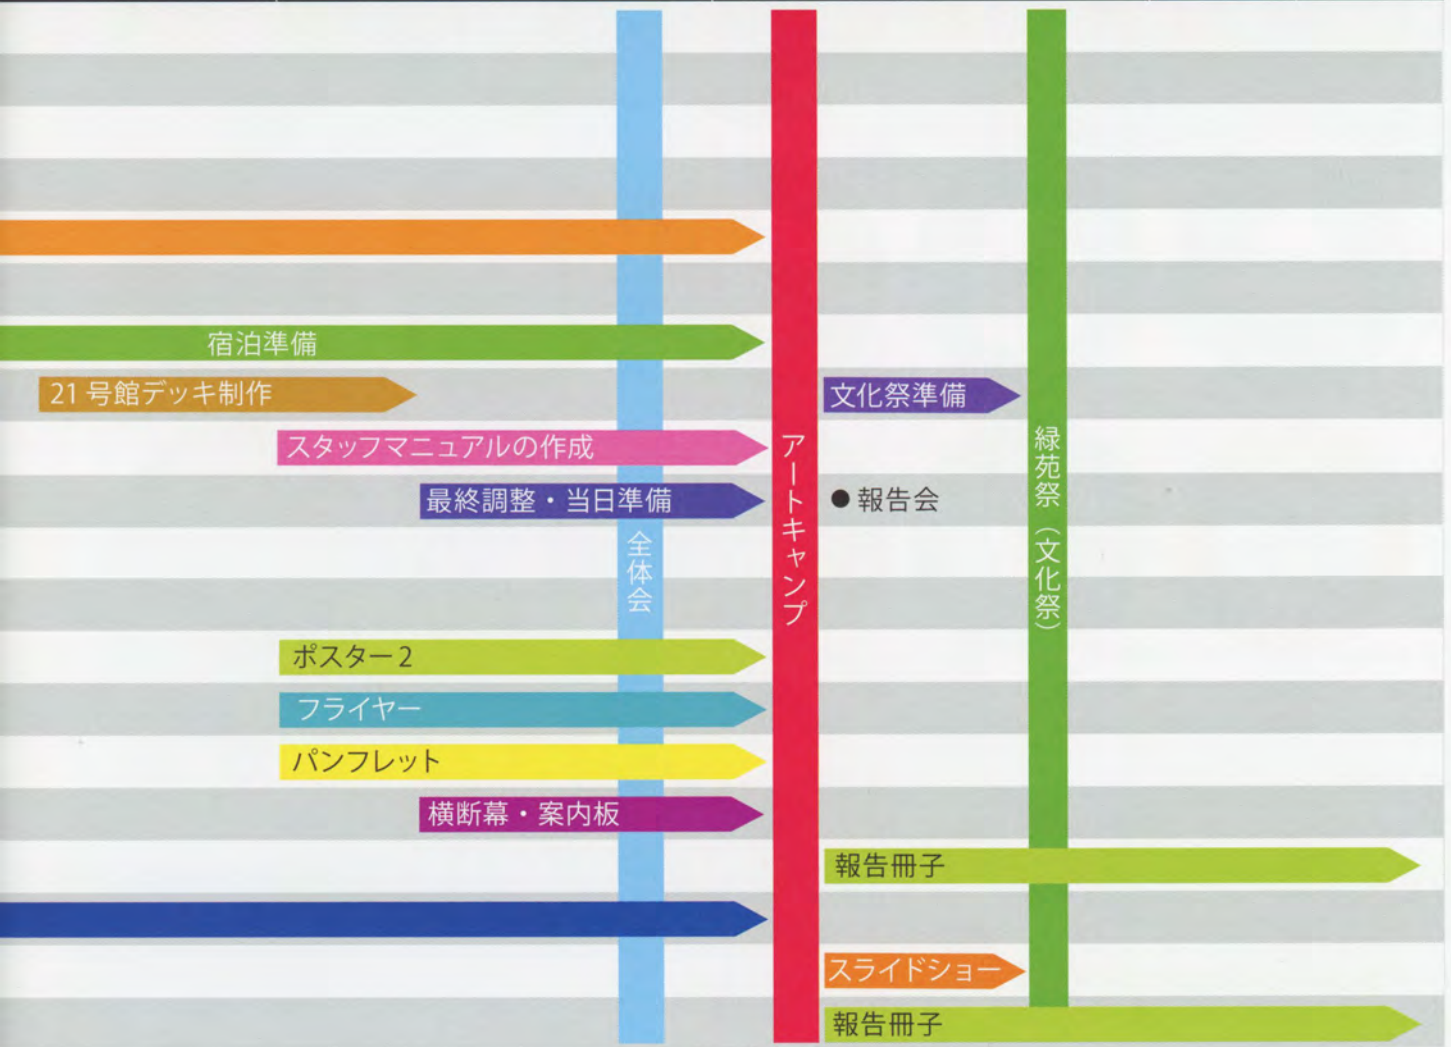 宿泊準備
21 号館デッキ制作
文化祭準備
スタッフマニュアルの作成
最終調整・当日準備
● 報告会
全体会
アートキャンプ
緑苑祭（文化祭）
ポスター 2
フライヤー
パンフレット
横断幕・案内板
報告冊子
スライドショー
報告冊子